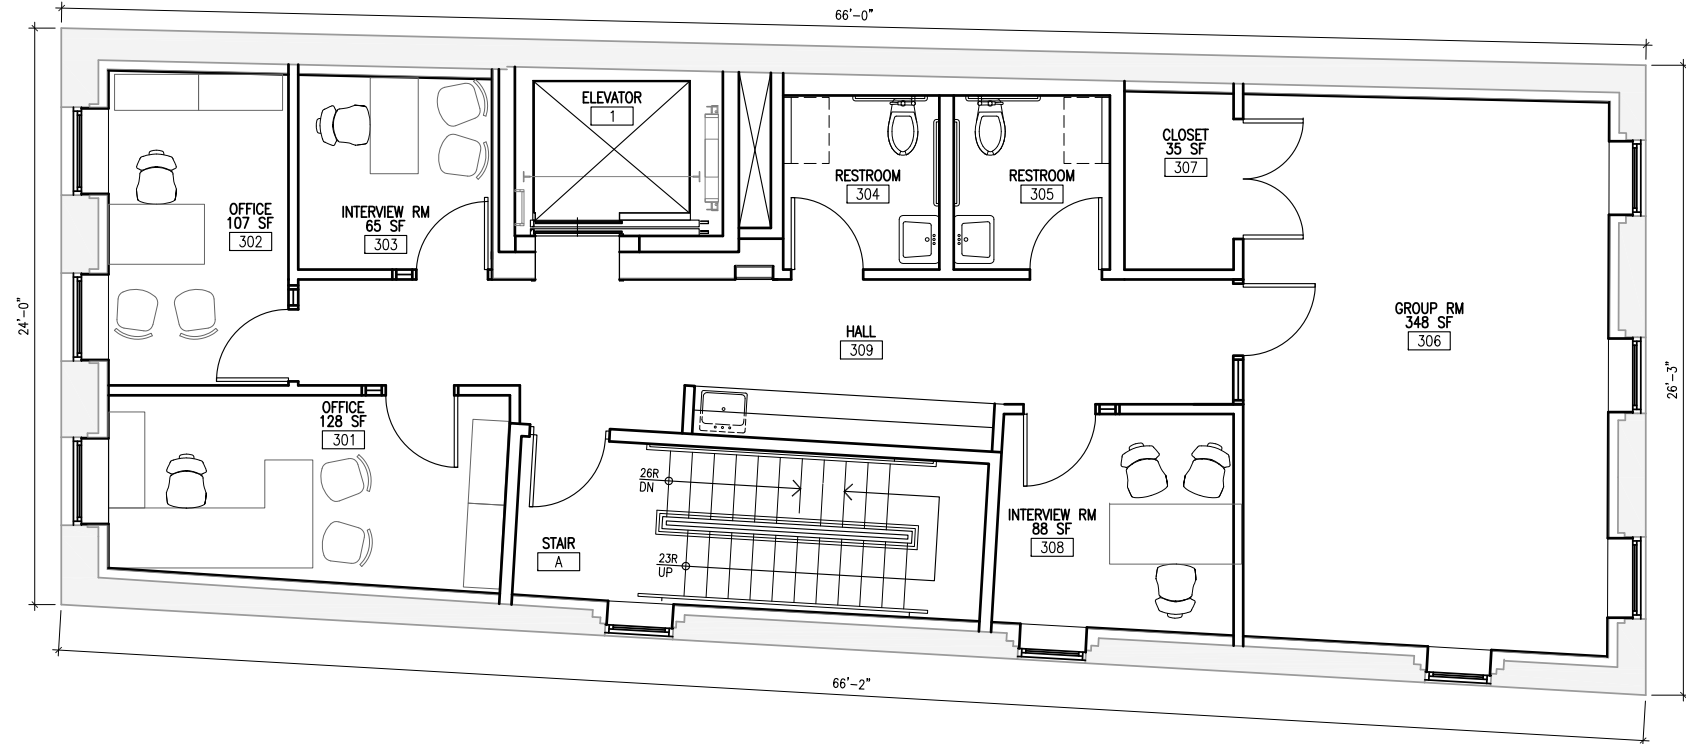 66'-0"
ELEVATOR
1
CLOSET
35 SF
307
RESTROOM
304
RESTROOM
305
OFFICE
107 SF
302
INTERVIEW RM
65 SF
303
24'-0"
GROUP RM
348 SF
306
HALL
309
26'-3"
OFFICE
128 SF
301
26R
DN
INTERVIEW RM
88 SF
308
STAIR
A
23R
UP
66'-2"